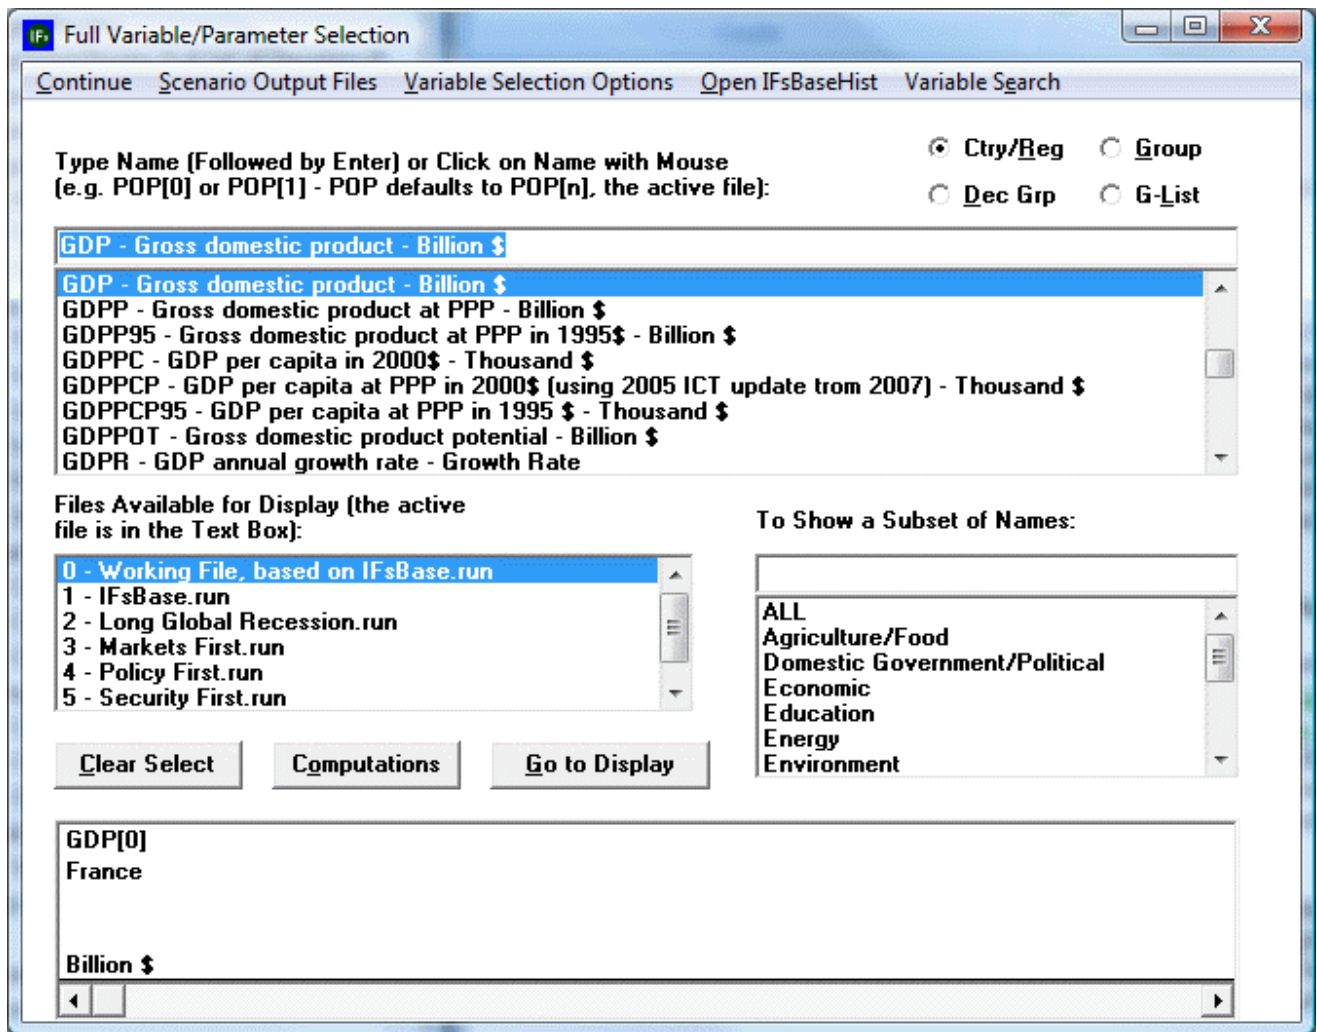 IFs Full Variable/Parameter Selection
Continue Scenario Output Files Variable Selection Options Open IFsBaseHist Variable Search
Type Name (Followed by Enter) or Click on Name with Mouse
(e.g. POP[0] or POP[1] - POP defaults to POP[n], the active file):
Ctry/Reg Group
Dec Grp G-List
GDP - Gross domestic product - Billion $
GDP - Gross domestic product - Billion $
GDPP - Gross domestic product at PPP - Billion $
GDPP95 - Gross domestic product at PPP in 1995$ - Billion $
GDPPC - GDP per capita in 2000$ - Thousand $
GDPPCP - GDP per capita at PPP in 2000$ (using 2005 ICT update trom 2007) - Thousand $
GDPPCP95 - GDP per capita at PPP in 1995 $ - Thousand $
GDPPOT - Gross domestic product potential - Billion $
GDPR - GDP annual growth rate - Growth Rate
Files Available for Display (the active
file is in the Text Box):
0 - Working File, based on IFsBase.run
1 - IFsBase.run
2 - Long Global Recession.run
3 - Markets First.run
4 - Policy First.run
5 - Security First.run
To Show a Subset of Names:
ALL
Agriculture/Food
Domestic Government/Political
Economic
Education
Energy
Environment
Clear Select Computations Go to Display
GDP[0]
France
Billion $